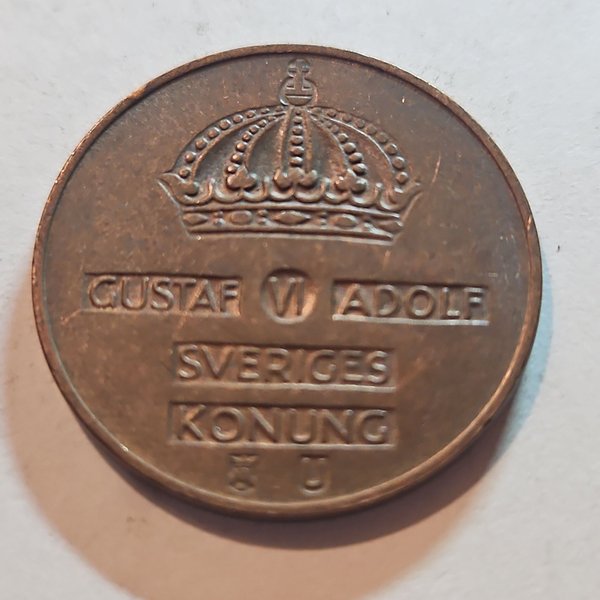 GUSTAF VI ADOLF
SVERIGES
KONUNG
U